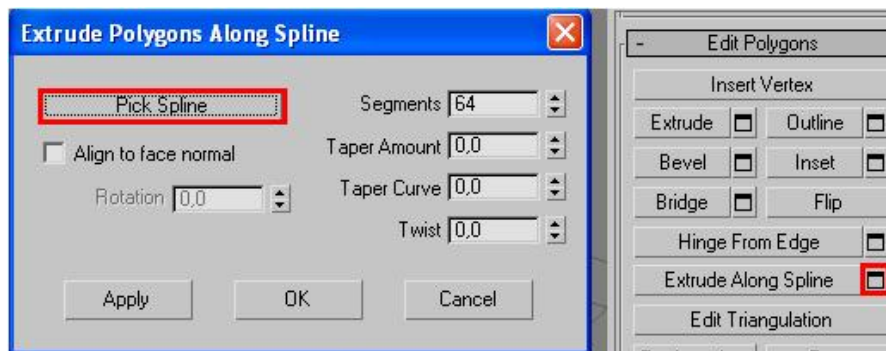 Extrude Polygons Along Spline
Pick Spline
Segments 64
Align to face normal
Taper Amount 0,0
Rotation 0,0
Taper Curve 0,0
Twist 0,0
Apply OK Cancel
- Edit Polygons
Insert Vertex
Extrude Outline
Bevel Inset
Bridge Flip
Hinge From Edge
Extrude Along Spline
Edit Triangulation